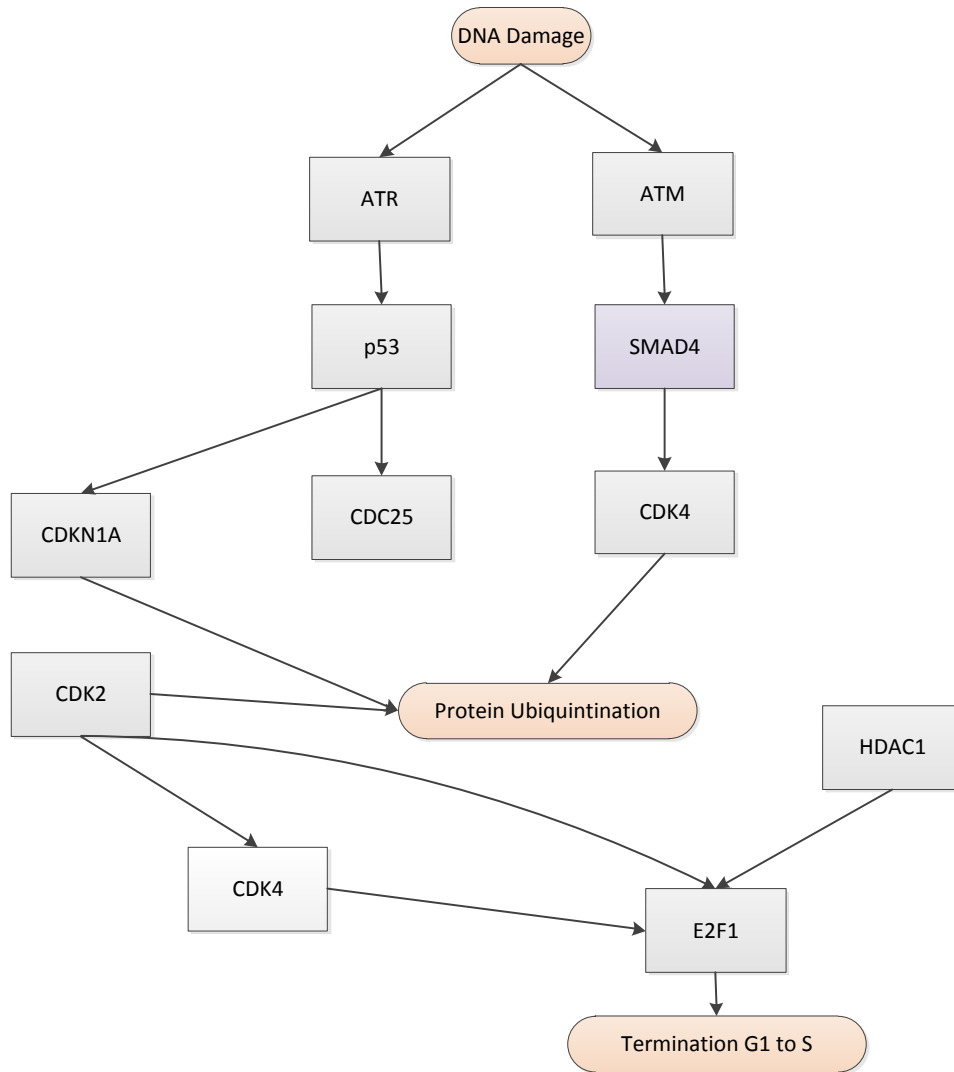 DNA Damage
ATR
ATM
p53
SMAD4
CDKN1A
CDC25
CDK4
CDK2
Protein Ubiquintination
HDAC1
CDK4
E2F1
Termination G1 to S